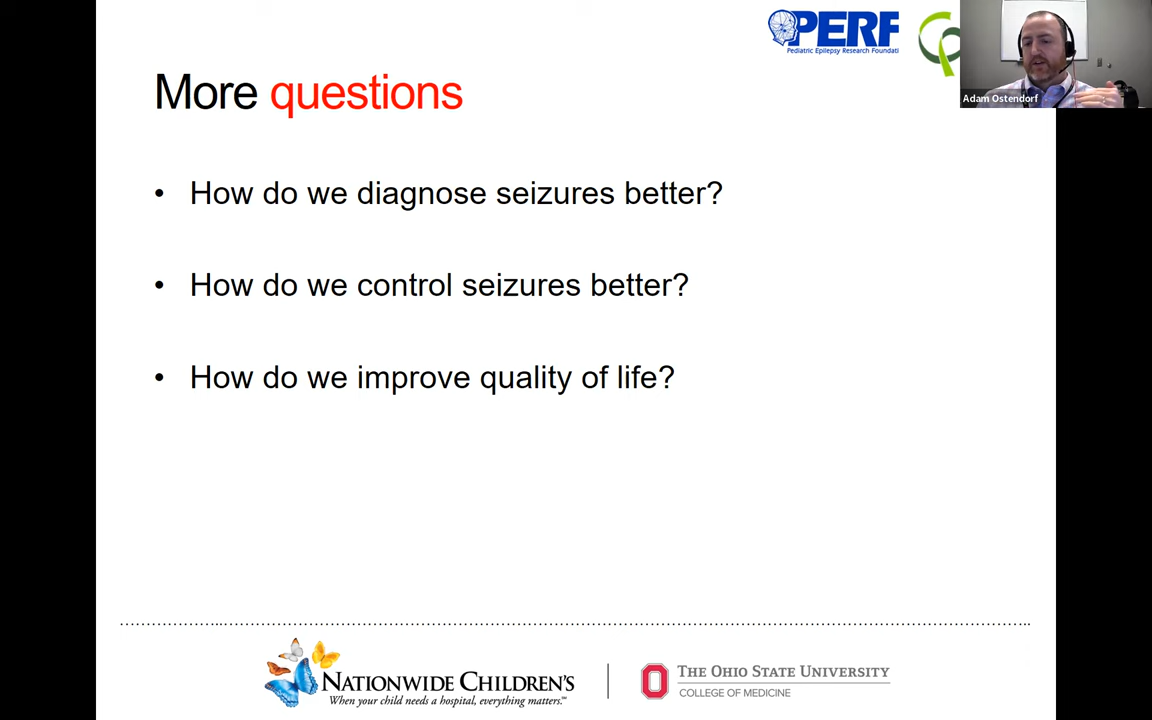 PERF
Pediatric Epilepsy Research Foundati
Adam Ostendorf
More questions
• How do we diagnose seizures better?
• How do we control seizures better?
• How do we improve quality of life?
NATIONWIDE CHILDREN'S
When your child needs a hospital, everything matters.℠
THE OHIO STATE UNIVERSITY
COLLEGE OF MEDICINE